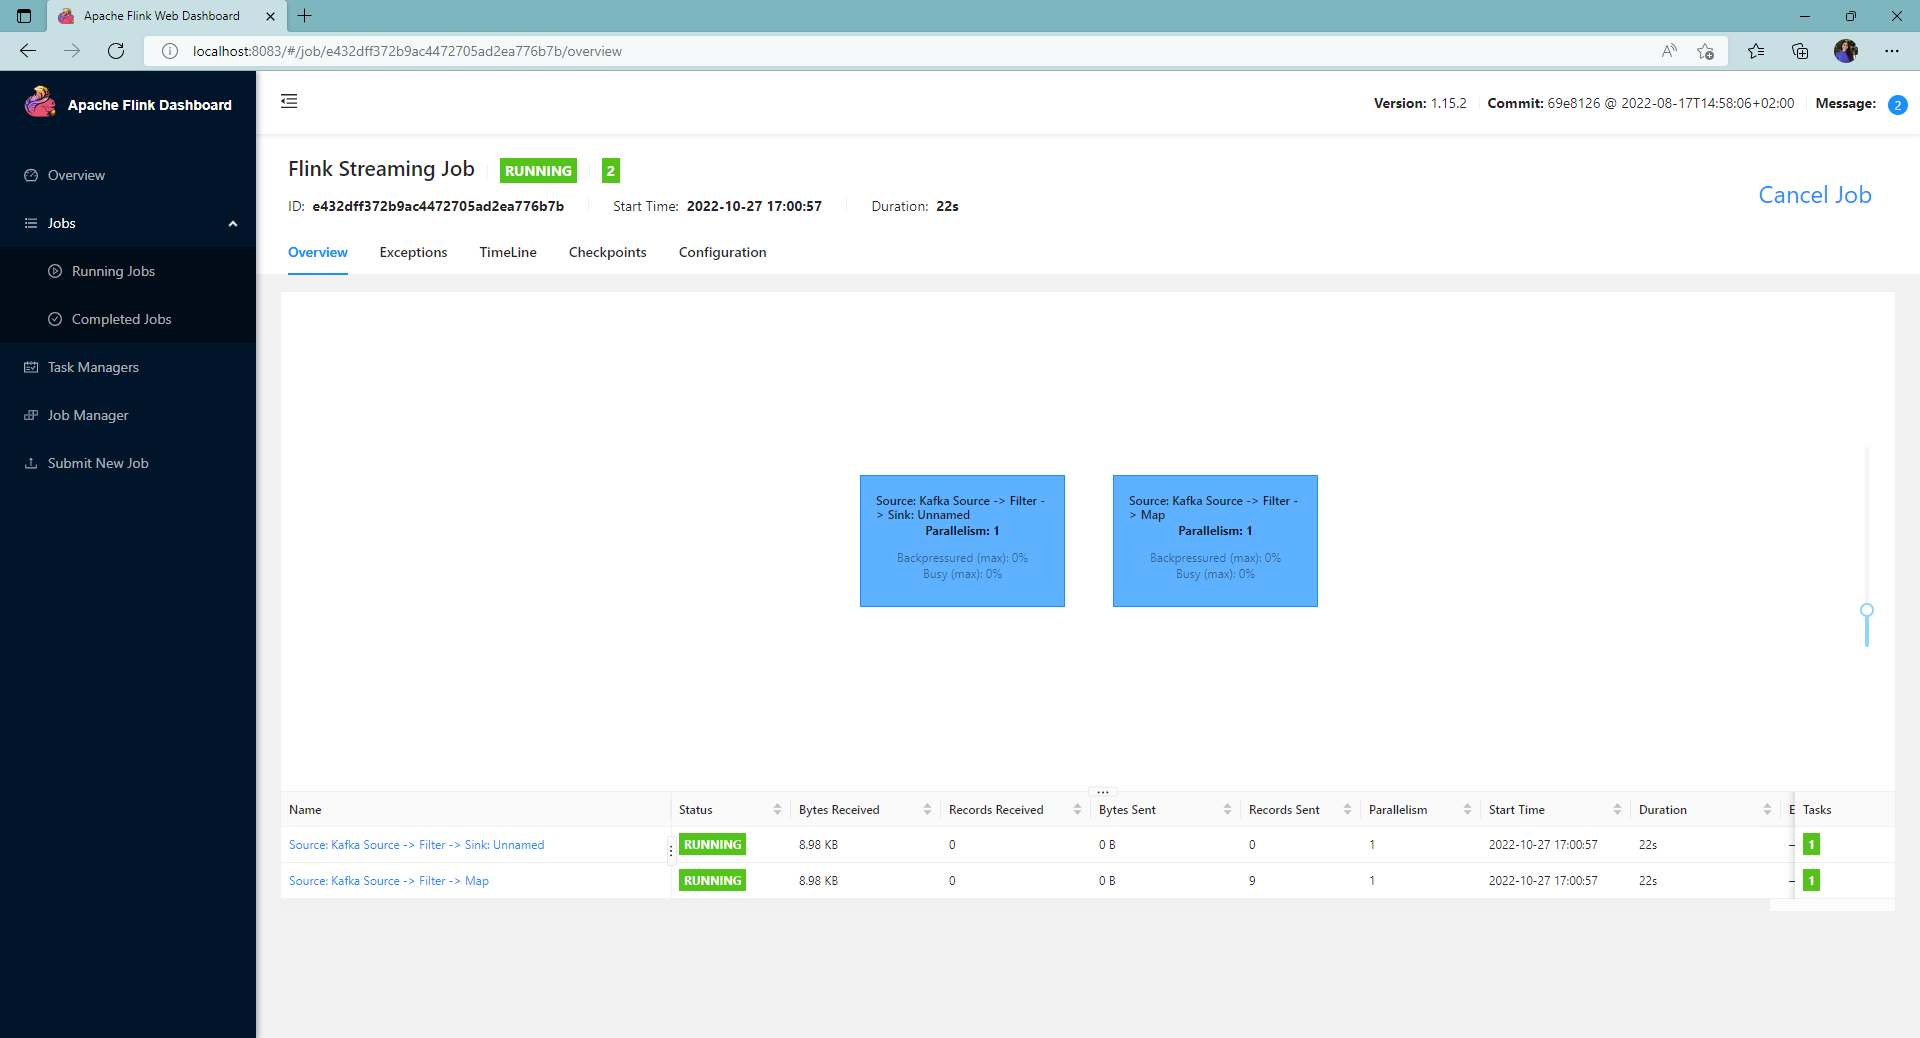 Apache Flink Web Dashboard
localhost:8083/#/job/e432dff372b9ac4472705ad2ea776b7b/overview
Apache Flink Dashboard
Version: 1.15.2 Commit: 69e8126 @ 2022-08-17T14:58:06+02:00 Message: 2
Overview
Jobs
Running Jobs
Completed Jobs
Task Managers
Job Manager
Submit New Job
Flink Streaming Job RUNNING 2
Cancel Job
ID: e432dff372b9ac4472705ad2ea776b7b Start Time: 2022-10-27 17:00:57 Duration: 22s
Overview Exceptions TimeLine Checkpoints Configuration
Source: Kafka Source -> Filter -
> Sink: Unnamed
Parallelism: 1
Backpressured (max): 0%
Busy (max): 0%
Source: Kafka Source -> Filter -
> Map
Parallelism: 1
Backpressured (max): 0%
Busy (max): 0%
Name Status Bytes Received Records Received Bytes Sent Records Sent Parallelism Start Time Duration Tasks
Source: Kafka Source -> Filter -> Sink: Unnamed RUNNING 8.98 KB 0 0 B 0 1 2022-10-27 17:00:57 22s 1
Source: Kafka Source -> Filter -> Map RUNNING 8.98 KB 0 0 B 9 1 2022-10-27 17:00:57 22s 1